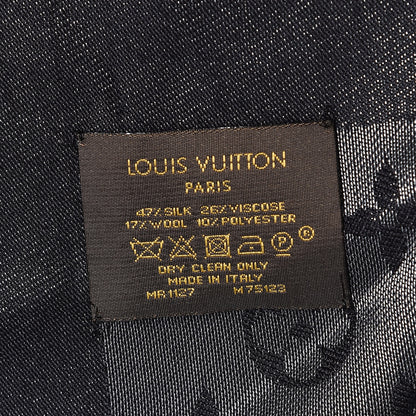 LOUIS VUITTON
PARIS
47% SILK 26% VISCOSE
17% WOOL 10% POLYESTER
P ®
DRY CLEAN ONLY
MADE IN ITALY
MR1127 M75123